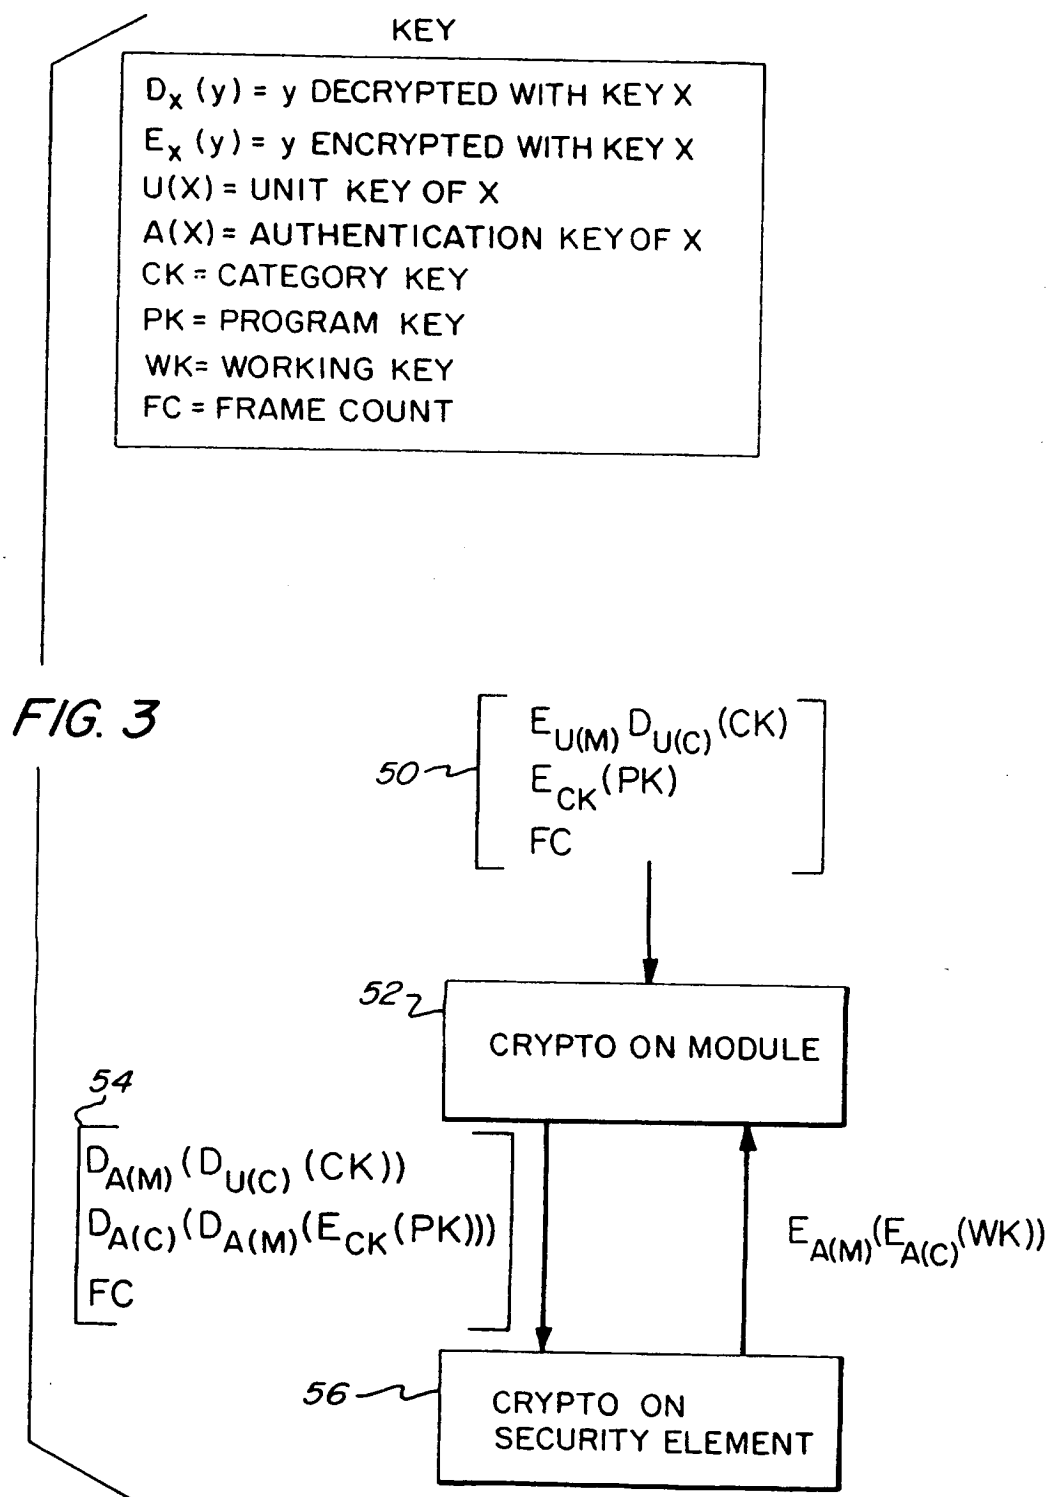 KEY
Dx (y) = y DECRYPTED WITH KEY X
Ex (y) = y ENCRYPTED WITH KEY X
U(X) = UNIT KEY OF X
A(X) = AUTHENTICATION KEY OF X
CK = CATEGORY KEY
PK = PROGRAM KEY
WK= WORKING KEY
FC = FRAME COUNT
FIG. 3
50
EU(M) DU(C) (CK)
ECK (PK)
FC
52
CRYPTO ON MODULE
54
DA(M) (DU(C) (CK))
DA(C) (DA(M) (ECK (PK)))
FC
EA(M) (EA(C) (WK))
56
CRYPTO ON
SECURITY ELEMENT